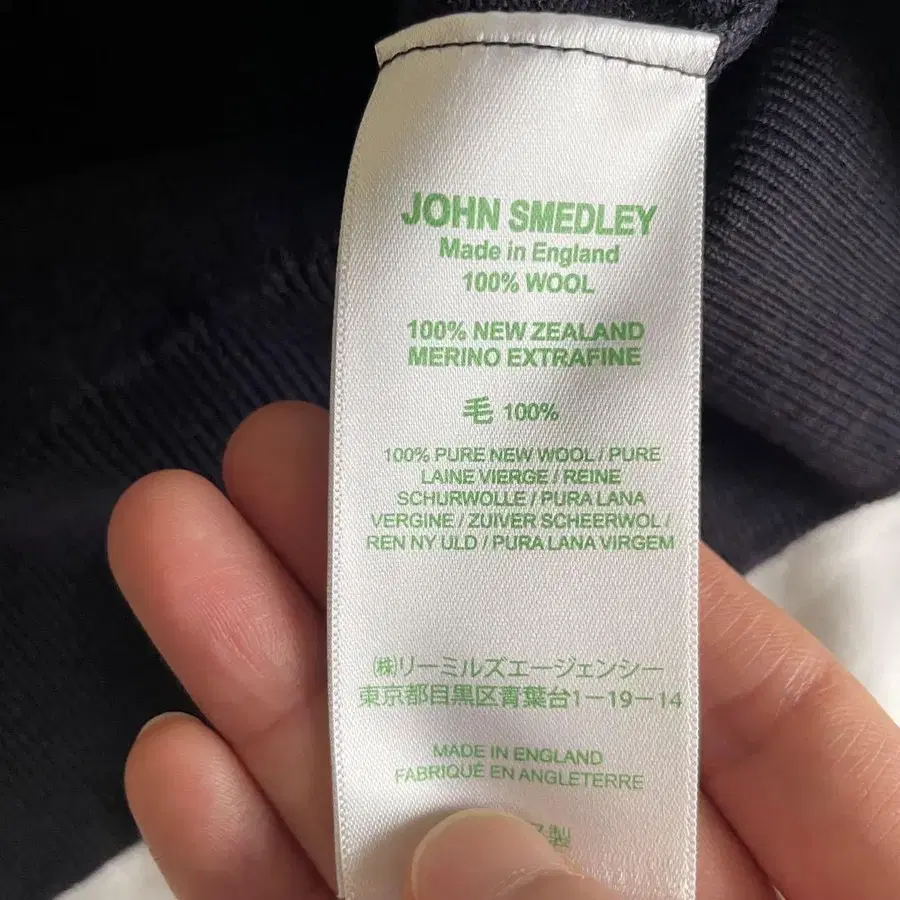 JOHN SMEDLEY
Made in England
100% WOOL
100% NEW ZEALAND
MERINO EXTRAFINE
毛 100%
100% PURE NEW WOOL / PURE
LAINE VIERGE / REINE
SCHURWOLLE / PURA LANA
VERGINE / ZUIVER SCHEERWOL /
REN NY ULD / PURA LANA VIRGEM
㈱リーミルズエージェンシー
東京都目黒区青葉台1－19－14
MADE IN ENGLAND
FABRIQUÉ EN ANGLETERRE
製